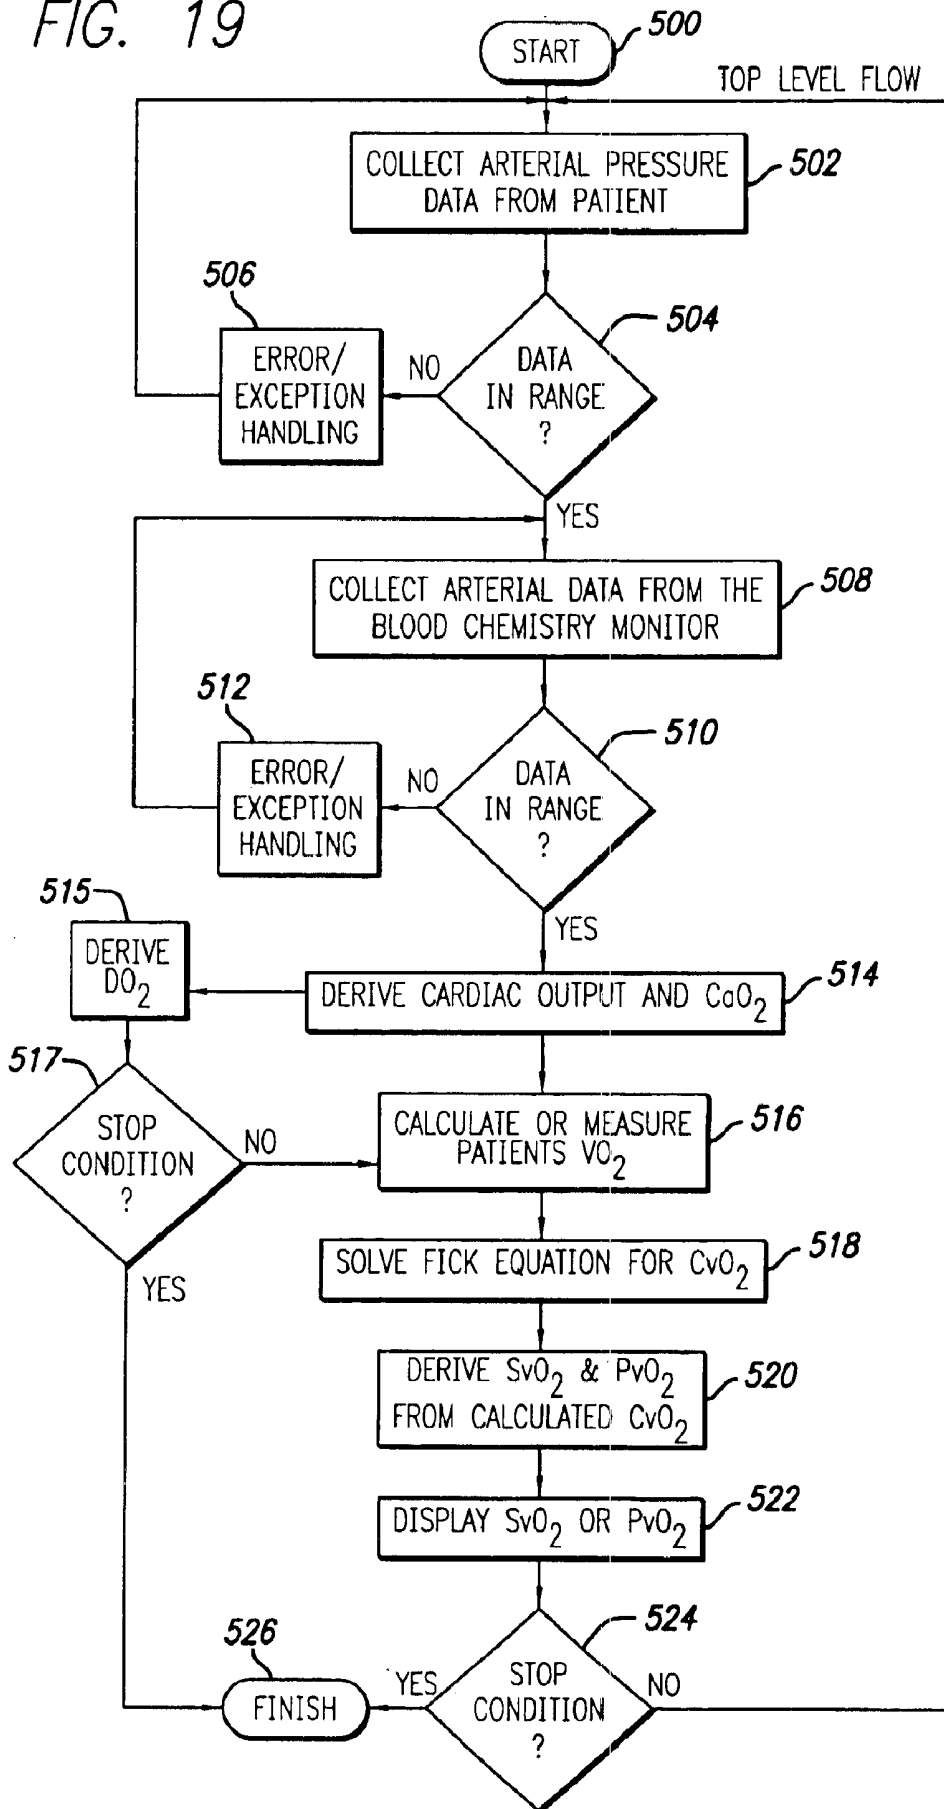 FIG. 19
START
500
TOP LEVEL FLOW
COLLECT ARTERIAL PRESSURE
DATA FROM PATIENT
502
506
504
ERROR/
EXCEPTION
HANDLING
NO
DATA
IN RANGE
?
YES
COLLECT ARTERIAL DATA FROM THE
BLOOD CHEMISTRY MONITOR
508
512
510
ERROR/
EXCEPTION
HANDLING
NO
DATA
IN RANGE
?
YES
515
DERIVE
DO2
DERIVE CARDIAC OUTPUT AND CaO2
514
517
STOP
CONDITION
?
NO
YES
CALCULATE OR MEASURE
PATIENTS VO2
516
SOLVE FICK EQUATION FOR CvO2
518
DERIVE SvO2 & PvO2
FROM CALCULATED CvO2
520
DISPLAY SvO2 OR PvO2
522
526
FINISH
YES
STOP
CONDITION
?
524
NO